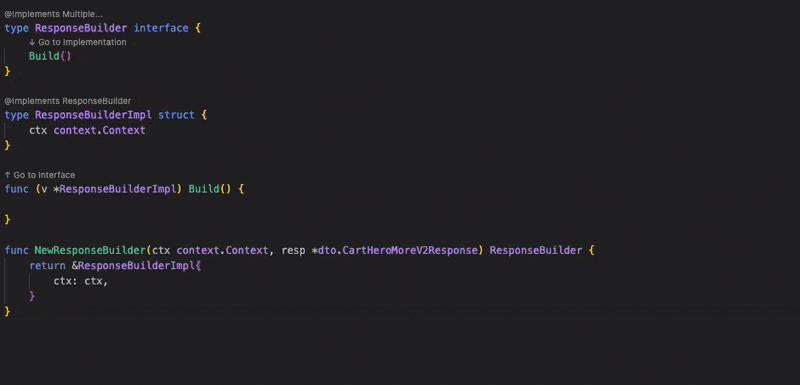 @Implements Multiple...
type ResponseBuilder interface {
↓ Go to Implementation
Build()
}
@Implements ResponseBuilder
type ResponseBuilderImpl struct {
ctx context.Context
}
↑ Go to Interface
func (v *ResponseBuilderImpl) Build() {
}
func NewResponseBuilder(ctx context.Context, resp *dto.CartHeroMoreV2Response) ResponseBuilder {
return &ResponseBuilderImpl{
ctx: ctx,
}
}